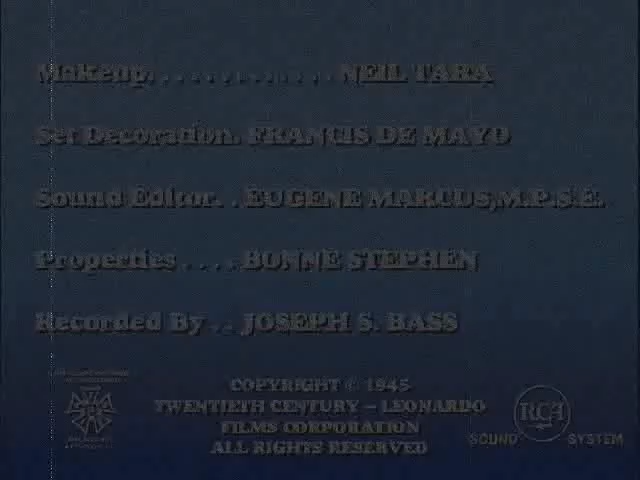 Makeup. . . . . . . . . . . . . NEIL TARA
Set Decoration. FRANCIS DE MAYO
Sound Editor. . EUGENE MARCUS, M.P.S.E.
Properties . . . . BONNE STEPHEN
Recorded By . . JOSEPH S. BASS
COPYRIGHT © 1945
TWENTIETH CENTURY – LEONARDO
FILMS CORPORATION
ALL RIGHTS RESERVED
RCA
SOUND SYSTEM